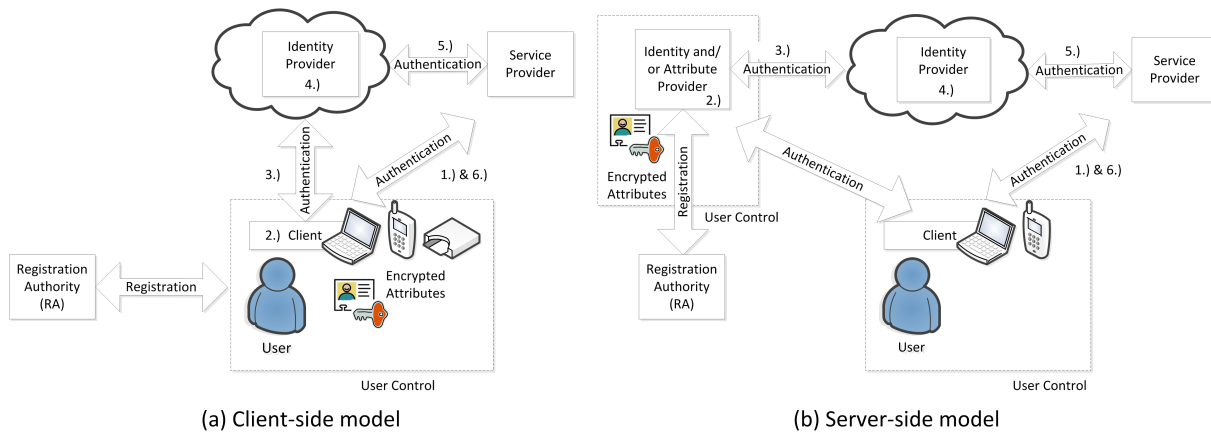 Identity
Provider
4.)
5.)
Authentication
Service
Provider
3.)
Authentication
Authentication
1.) & 6.)
2.) Client
Registration
Authority
(RA)
Registration
Encrypted
Attributes
User
User Control
(a) Client-side model
Identity and/
or Attribute
Provider
2.)
3.)
Authentication
Identity
Provider
4.)
5.)
Authentication
Service
Provider
Encrypted
Attributes
Registration
User Control
Authentication
Authentication
1.) & 6.)
Client
Registration
Authority
(RA)
User
User Control
(b) Server-side model